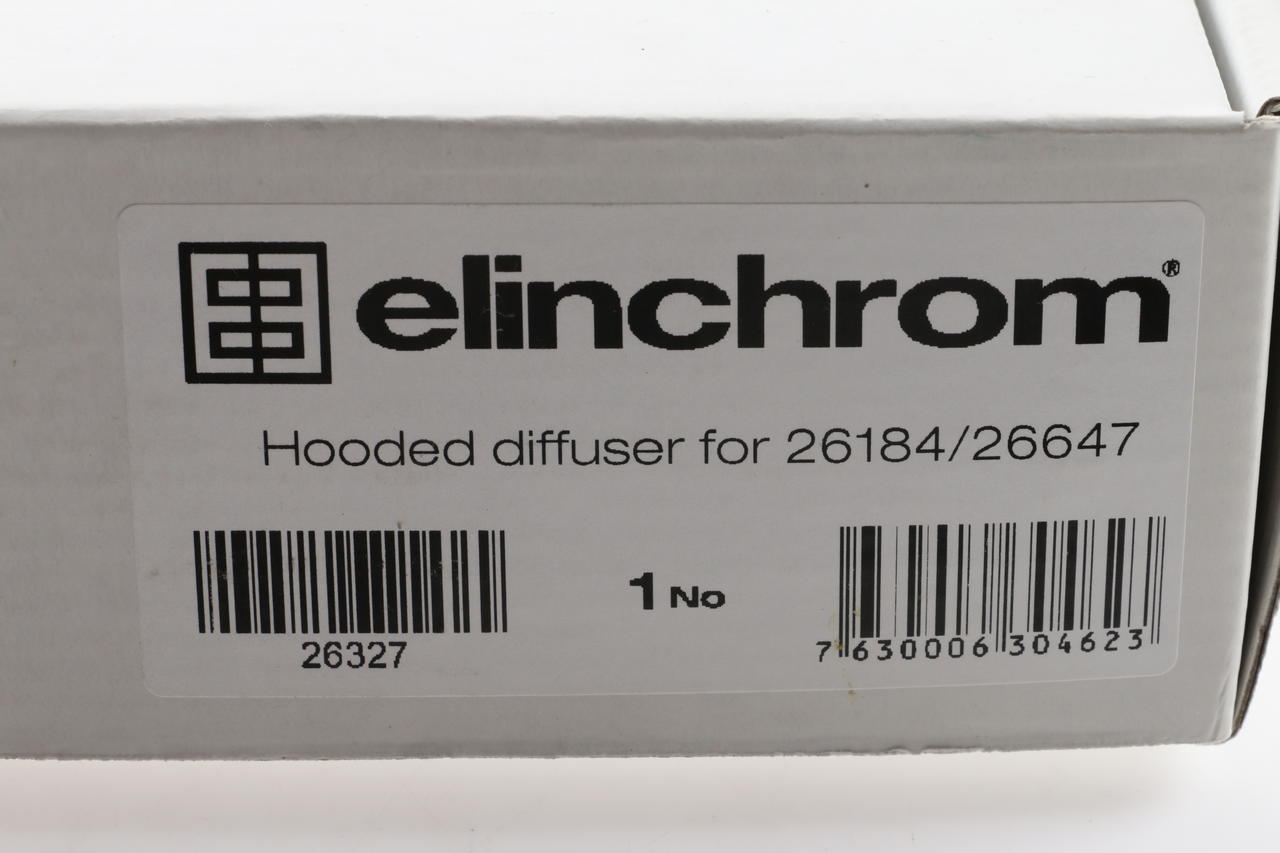 elinchrom®
Hooded diffuser for 26184/26647
1 No
26327
7 630006 304623